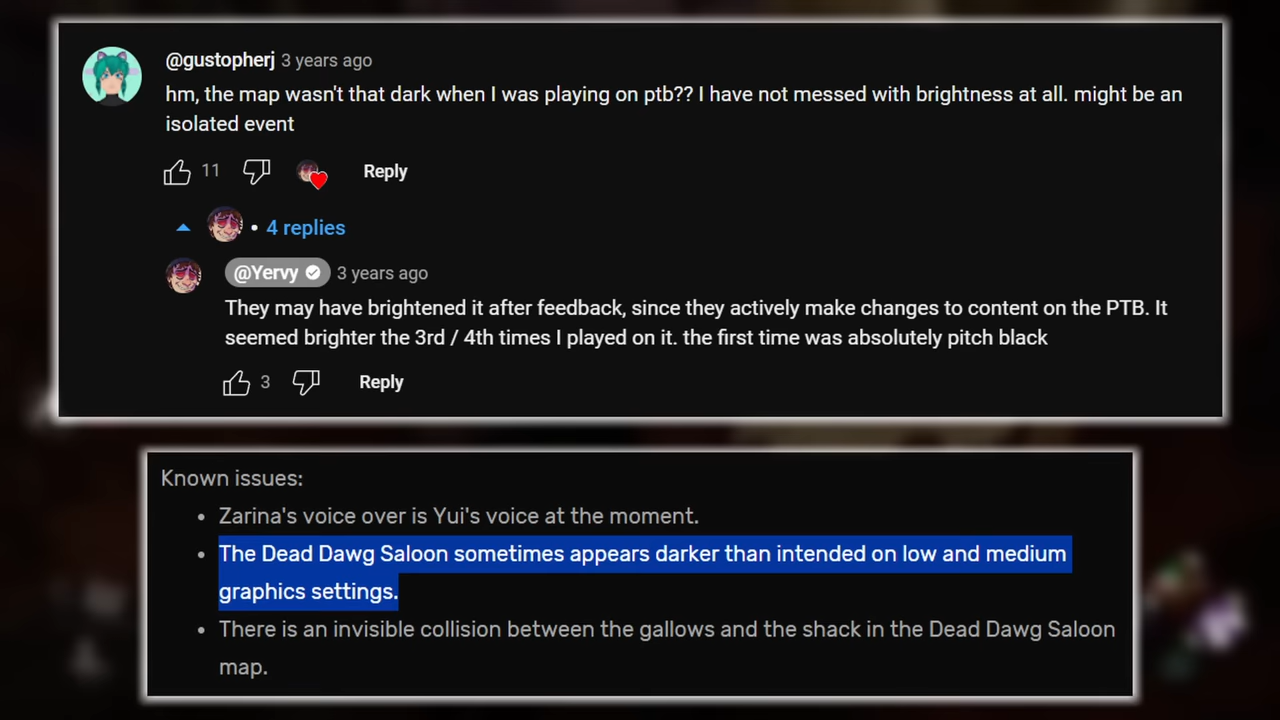 @gustopherj 3 years ago
hm, the map wasn't that dark when I was playing on ptb?? I have not messed with brightness at all. might be an
isolated event
11 Reply
• 4 replies
@Yervy 3 years ago
They may have brightened it after feedback, since they actively make changes to content on the PTB. It
seemed brighter the 3rd / 4th times I played on it. the first time was absolutely pitch black
3 Reply
Known issues:
• Zarina's voice over is Yui's voice at the moment.
• The Dead Dawg Saloon sometimes appears darker than intended on low and medium
graphics settings.
• There is an invisible collision between the gallows and the shack in the Dead Dawg Saloon
map.